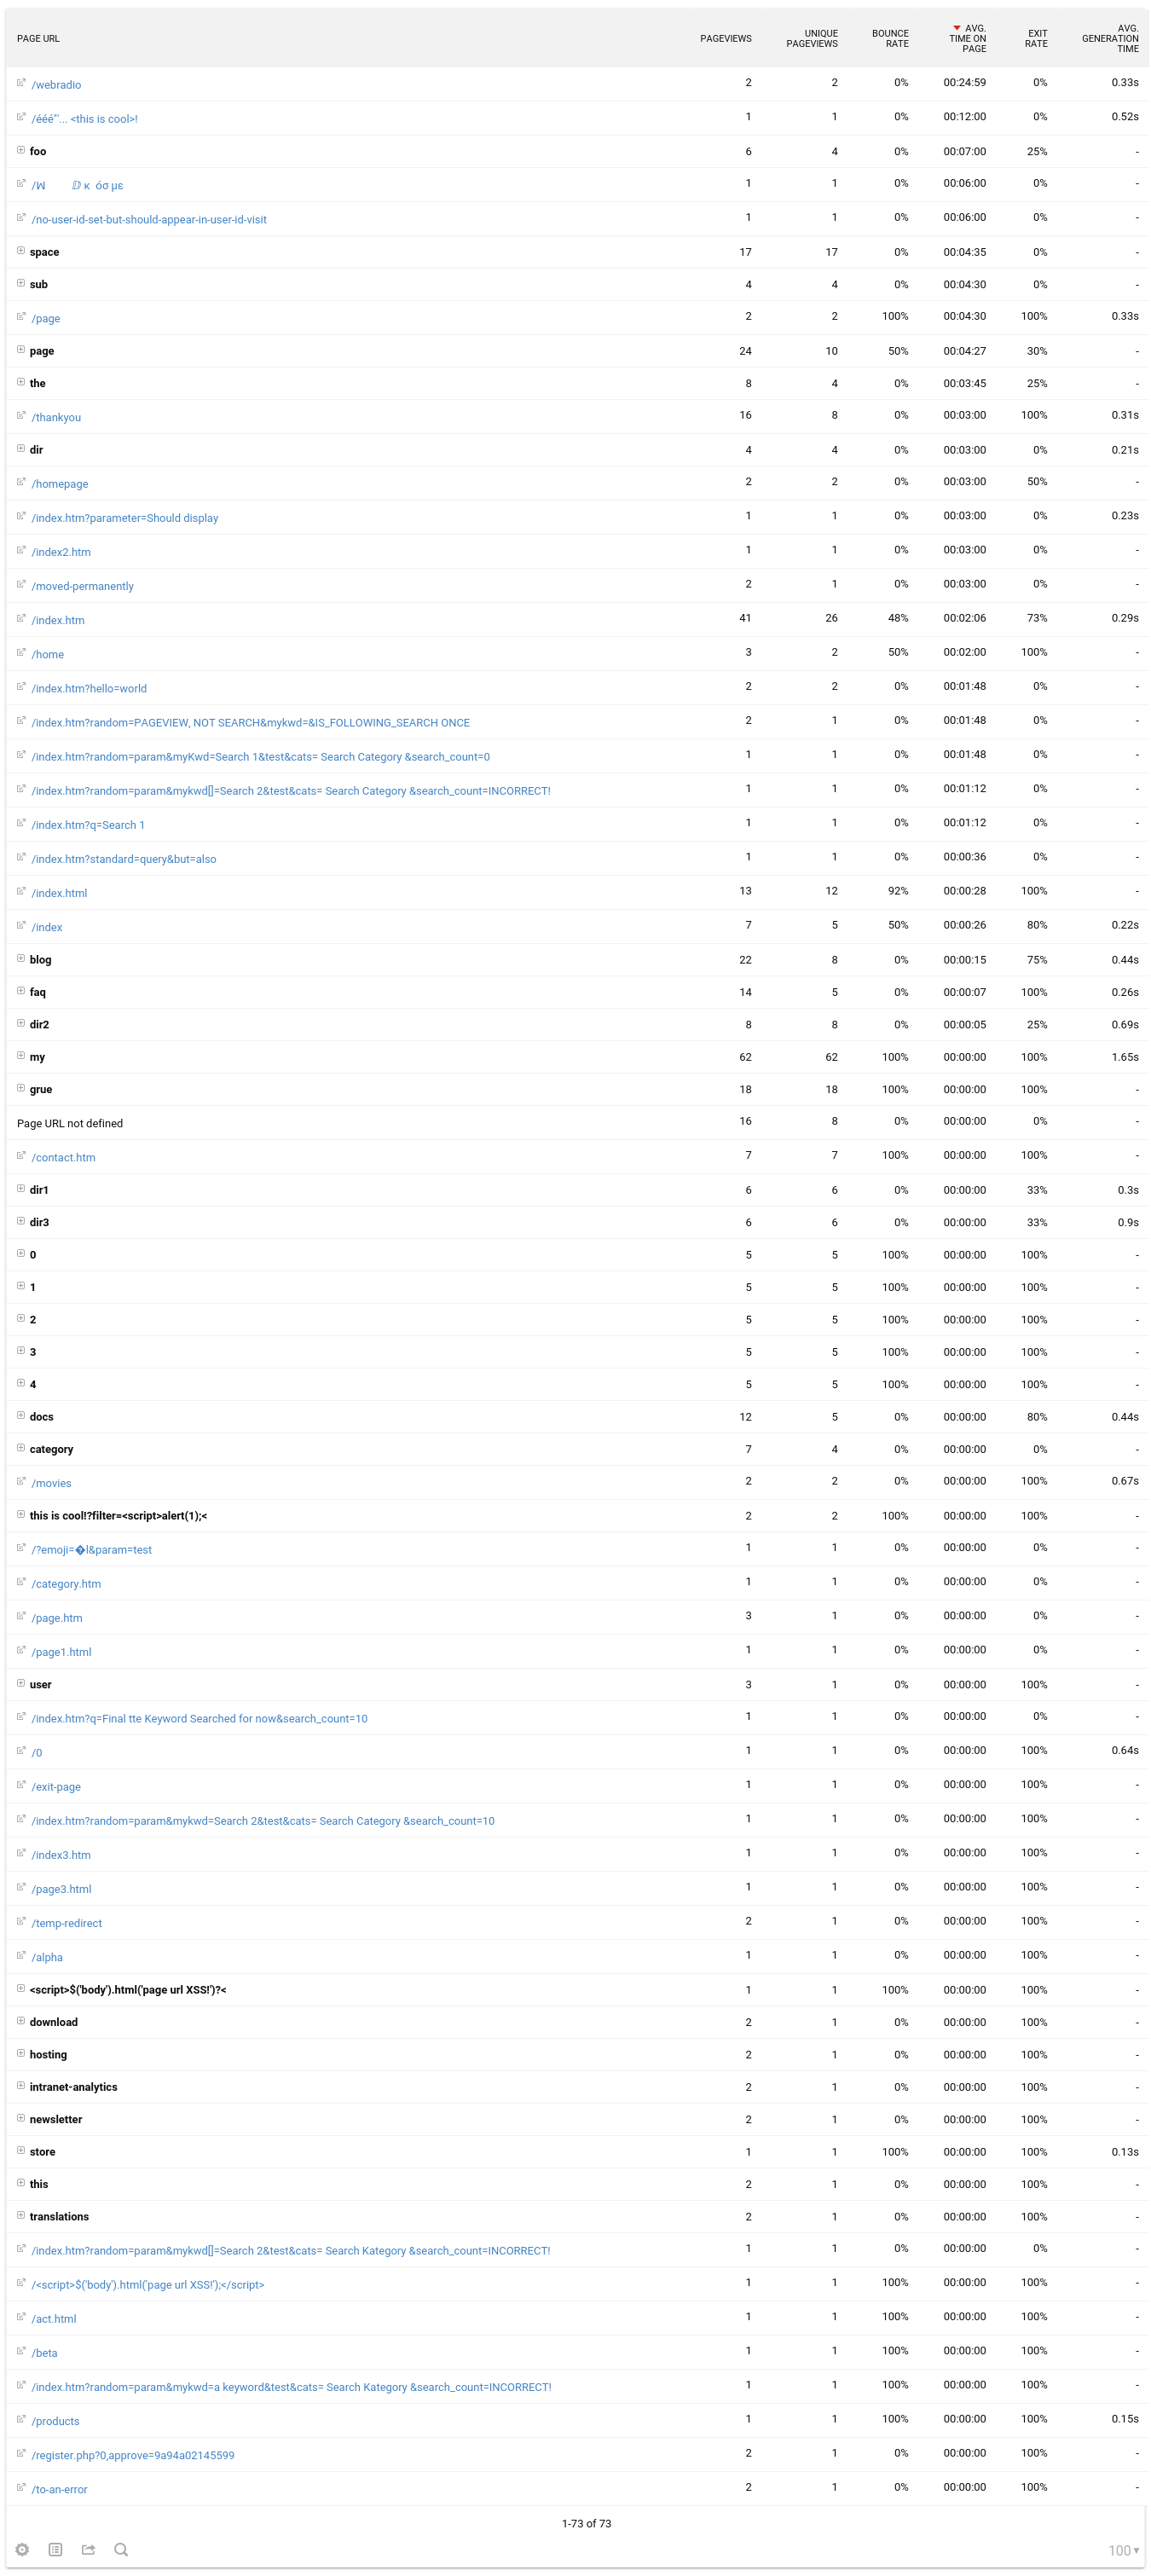 PAGE URL PAGEVIEWS UNIQUE PAGEVIEWS BOUNCE RATE AVG. TIME ON PAGE EXIT RATE AVG. GENERATION TIME
/webradio 2 2 0% 00:24:59 0% 0.33s
/ééé"'... <this is cool>! 1 1 0% 00:12:00 0% 0.52s
foo 6 4 0% 00:07:00 25% -
κ όσ με 1 1 0% 00:06:00 0% -
/no-user-id-set-but-should-appear-in-user-id-visit 1 1 0% 00:06:00 0% -
space 17 17 0% 00:04:35 0% -
sub 4 4 0% 00:04:30 0% -
/page 2 2 100% 00:04:30 100% 0.33s
page 24 10 50% 00:04:27 30% -
the 8 4 0% 00:03:45 25% -
/thankyou 16 8 0% 00:03:00 100% 0.31s
dir 4 4 0% 00:03:00 0% 0.21s
/homepage 2 2 0% 00:03:00 50% -
/index.htm?parameter=Should display 1 1 0% 00:03:00 0% 0.23s
/index2.htm 1 1 0% 00:03:00 0% -
/moved-permanently 2 1 0% 00:03:00 0% -
/index.htm 41 26 48% 00:02:06 73% 0.29s
/home 3 2 50% 00:02:00 100% -
/index.htm?hello=world 2 2 0% 00:01:48 0% -
/index.htm?random=PAGEVIEW, NOT SEARCH&mykwd=&IS_FOLLOWING_SEARCH ONCE 2 1 0% 00:01:48 0% -
/index.htm?random=param&myKwd=Search 1&test&cats= Search Category &search_count=0 1 1 0% 00:01:48 0% -
/index.htm?random=param&mykwd[]=Search 2&test&cats= Search Category &search_count=INCORRECT! 1 1 0% 00:01:12 0% -
/index.htm?q=Search 1 1 1 0% 00:01:12 0% -
/index.htm?standard=query&but=also 1 1 0% 00:00:36 0% -
/index.html 13 12 92% 00:00:28 100% -
/index 7 5 50% 00:00:26 80% 0.22s
blog 22 8 0% 00:00:15 75% 0.44s
faq 14 5 0% 00:00:07 100% 0.26s
dir2 8 8 0% 00:00:05 25% 0.69s
my 62 62 100% 00:00:00 100% 1.65s
grue 18 18 100% 00:00:00 100% -
Page URL not defined 16 8 0% 00:00:00 0% -
/contact.htm 7 7 100% 00:00:00 100% -
dir1 6 6 0% 00:00:00 33% 0.3s
dir3 6 6 0% 00:00:00 33% 0.9s
0 5 5 100% 00:00:00 100% -
1 5 5 100% 00:00:00 100% -
2 5 5 100% 00:00:00 100% -
3 5 5 100% 00:00:00 100% -
4 5 5 100% 00:00:00 100% -
docs 12 5 0% 00:00:00 80% 0.44s
category 7 4 0% 00:00:00 0% -
/movies 2 2 0% 00:00:00 100% 0.67s
this is cool!?filter=<script>alert(1);< 2 2 100% 00:00:00 100% -
/?emoji=�l&param=test 1 1 0% 00:00:00 0% -
/category.htm 1 1 0% 00:00:00 0% -
/page.htm 3 1 0% 00:00:00 0% -
/page1.html 1 1 0% 00:00:00 0% -
user 3 1 0% 00:00:00 100% -
/index.htm?q=Final tte Keyword Searched for now&search_count=10 1 1 0% 00:00:00 0% -
/0 1 1 0% 00:00:00 100% 0.64s
/exit-page 1 1 0% 00:00:00 100% -
/index.htm?random=param&mykwd=Search 2&test&cats= Search Category &search_count=10 1 1 0% 00:00:00 100% -
/index3.htm 1 1 0% 00:00:00 100% -
/page3.html 1 1 0% 00:00:00 100% -
/temp-redirect 2 1 0% 00:00:00 100% -
/alpha 1 1 0% 00:00:00 100% -
<script>$('body').html('page url XSS!')?< 1 1 100% 00:00:00 100% -
download 2 1 0% 00:00:00 100% -
hosting 2 1 0% 00:00:00 100% -
intranet-analytics 2 1 0% 00:00:00 100% -
newsletter 2 1 0% 00:00:00 100% -
store 1 1 100% 00:00:00 100% 0.13s
this 2 1 0% 00:00:00 100% -
translations 2 1 0% 00:00:00 100% -
/index.htm?random=param&mykwd[]=Search 2&test&cats= Search Kategory &search_count=INCORRECT! 1 1 0% 00:00:00 0% -
/<script>$('body').html('page url XSS!');</script> 1 1 100% 00:00:00 100% -
/act.html 1 1 100% 00:00:00 100% -
/beta 1 1 100% 00:00:00 100% -
/index.htm?random=param&mykwd=a keyword&test&cats= Search Kategory &search_count=INCORRECT! 1 1 100% 00:00:00 100% -
/products 1 1 100% 00:00:00 100% 0.15s
/register.php?0,approve=9a94a02145599 2 1 0% 00:00:00 100% -
/to-an-error 2 1 0% 00:00:00 100% -
1-73 of 73
100